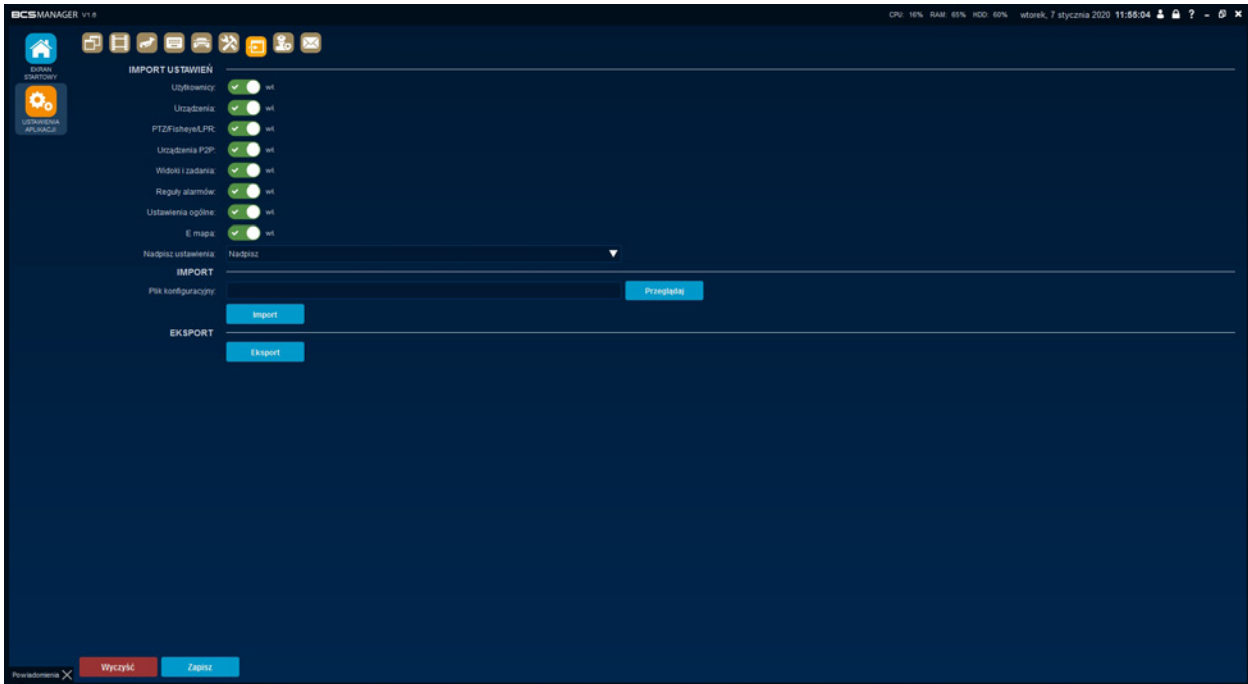 BCSMANAGER V1.6
CPU: 16% RAM: 65% HDD: 60% wtorek, 7 stycznia 2020 11:55:04 ?
EKRAN
STARTOWY
USTAWIENIA
APLIKACJI
IMPORT USTAWIEŃ
Użytkownicy: wł.
Urządzenia: wł.
PTZ/Fisheye/LPR: wł.
Urządzenia P2P: wł.
Widoki i zadania: wł.
Reguły alarmów: wł.
Ustawienia ogólne: wł.
E mapa: wł.
Nadpisz ustawienia: Nadpisz
IMPORT
Plik konfiguracyjny: Przeglądaj
Import
EKSPORT
Eksport
Wyczyść Zapisz
Powiadomienia